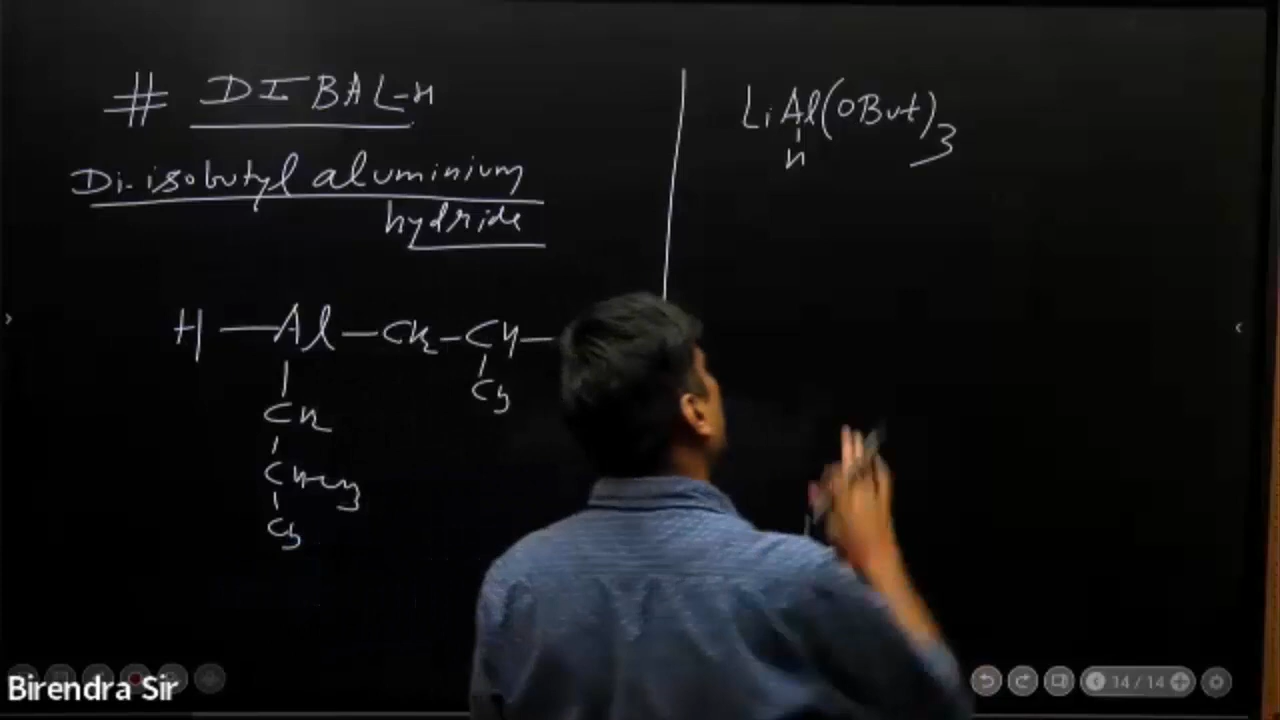 # DIBAL-H
Di-isobutyl aluminium
hydride
H—Al—CH2—CH—
CH3
CH2
CH-CH3
CH3
LiAl(OBut)3
H
Birendra Sir
14 / 14